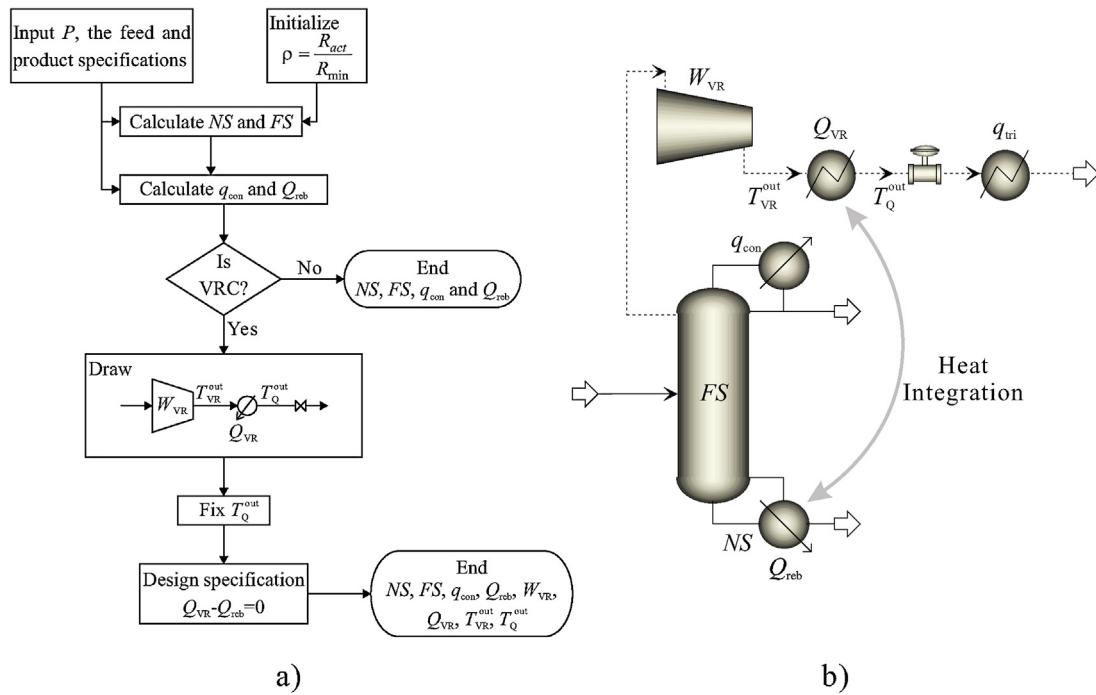 Input P, the feed and
product specifications
Initialize
ρ = R_act / R_min
Calculate NS and FS
Calculate q_con and Q_reb
Is
VRC?
No
End
NS, FS, q_con and Q_reb
Yes
Draw
W_VR
T_VR^out
T_Q^out
Q_VR
Fix T_Q^out
Design specification
Q_VR-Q_reb=0
End
NS, FS, q_con, Q_reb, W_VR,
Q_VR, T_VR^out, T_Q^out
a)
W_VR
Q_VR
q_tri
T_VR^out
T_Q^out
q_con
FS
Heat
Integration
NS
Q_reb
b)